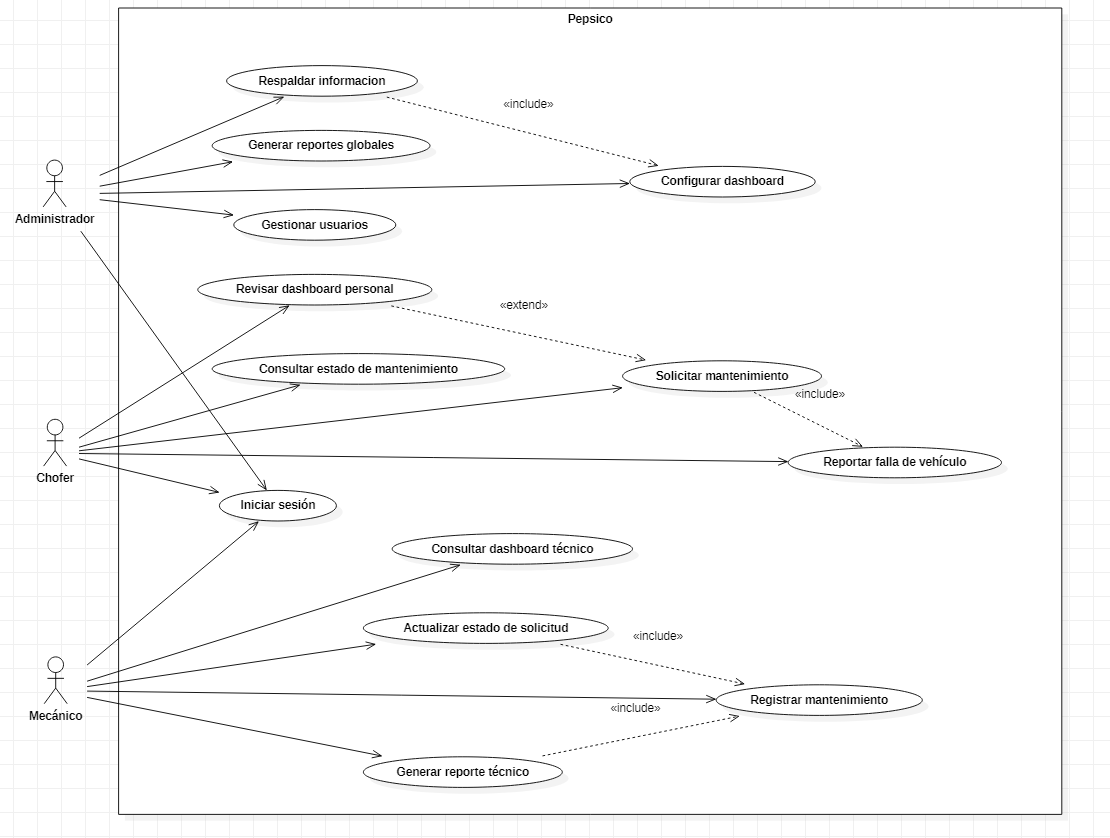 Pepsico
Respaldar informacion
«include»
Generar reportes globales
Configurar dashboard
Administrador
Gestionar usuarios
Revisar dashboard personal
«extend»
Consultar estado de mantenimiento
Solicitar mantenimiento
«include»
Reportar falla de vehículo
Chofer
Iniciar sesión
Consultar dashboard técnico
Actualizar estado de solicitud
«include»
Registrar mantenimiento
«include»
Mecánico
Generar reporte técnico